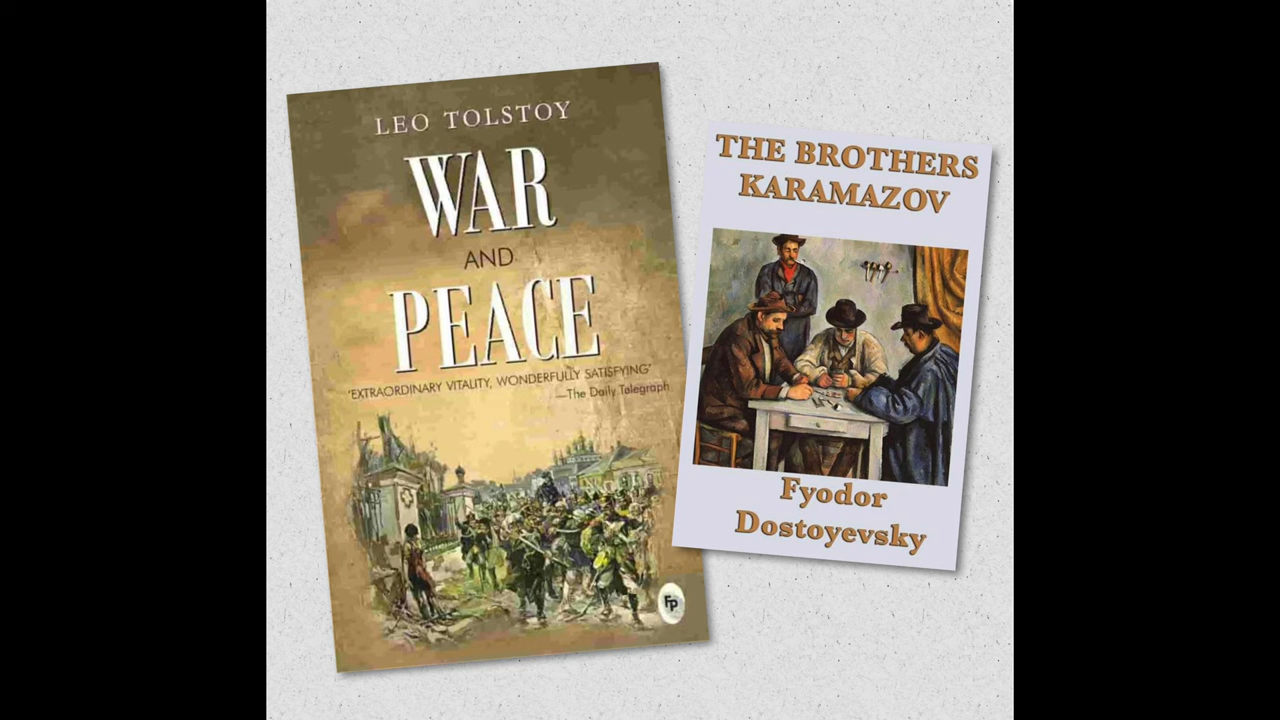 LEO TOLSTOY
WAR
AND
PEACE
'EXTRAORDINARY VITALITY, WONDERFULLY SATISFYING"
—The Daily Telegraph
FP
THE BROTHERS
KARAMAZOV
Fyodor
Dostoyevsky